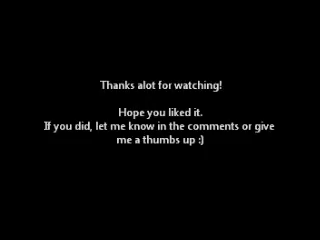 Thanks alot for watching!
Hope you liked it.
If you did, let me know in the comments or give
me a thumbs up :)